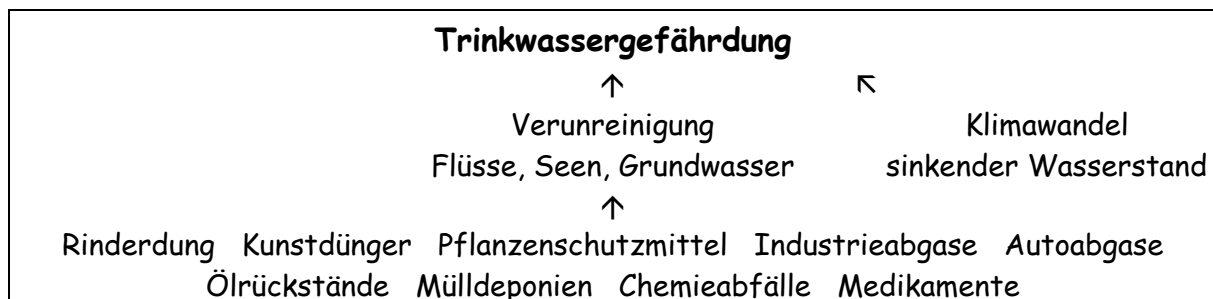 Trinkwassergefährdung
↑ ↖
Verunreinigung Klimawandel
Flüsse, Seen, Grundwasser sinkender Wasserstand
↑
Rinderdung Kunstdünger Pflanzenschutzmittel Industrieabgase Autoabgase
Ölrückstände Mülldeponien Chemieabfälle Medikamente